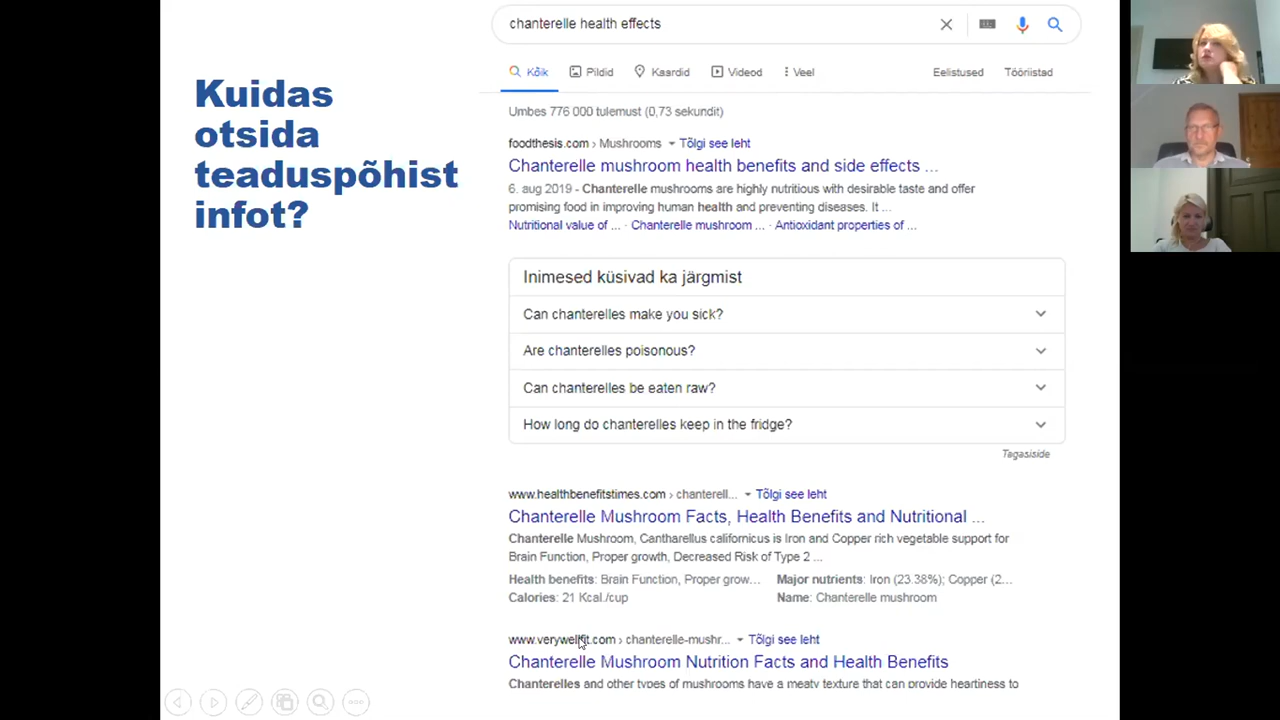 Kuidas
otsida
teaduspõhist
infot?
chanterelle health effects
Kõik Pildid Kaardid Videod Veel Eelistused Tööriistad
Umbes 776 000 tulemust (0,73 sekundit)
foodthesis.com › Mushrooms Tõlgi see leht
Chanterelle mushroom health benefits and side effects ...
6. aug 2019 - Chanterelle mushrooms are highly nutritious with desirable taste and offer
promising food in improving human health and preventing diseases. It ...
Nutritional value of ... · Chanterelle mushroom ... · Antioxidant properties of ...
Inimesed küsivad ka järgmist
Can chanterelles make you sick?
Are chanterelles poisonous?
Can chanterelles be eaten raw?
How long do chanterelles keep in the fridge?
Tagasiside
www.healthbenefitstimes.com › chanterell... Tõlgi see leht
Chanterelle Mushroom Facts, Health Benefits and Nutritional ...
Chanterelle Mushroom, Cantharellus californicus is Iron and Copper rich vegetable support for
Brain Function, Proper growth, Decreased Risk of Type 2 ...
Health benefits: Brain Function, Proper grow... Major nutrients: Iron (23.38%); Copper (2...
Calories: 21 Kcal./cup Name: Chanterelle mushroom
www.verywellfit.com › chanterelle-mushr... Tõlgi see leht
Chanterelle Mushroom Nutrition Facts and Health Benefits
Chanterelles and other types of mushrooms have a meaty texture that can provide heartiness to